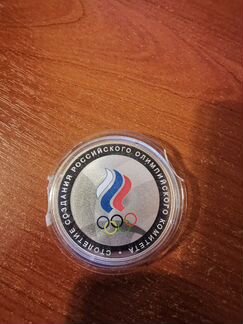 СТОЛЕТИЕ СОЗДАНИЯ РОССИЙСКОГО ОЛИМПИЙСКОГО КОМИТЕТА •